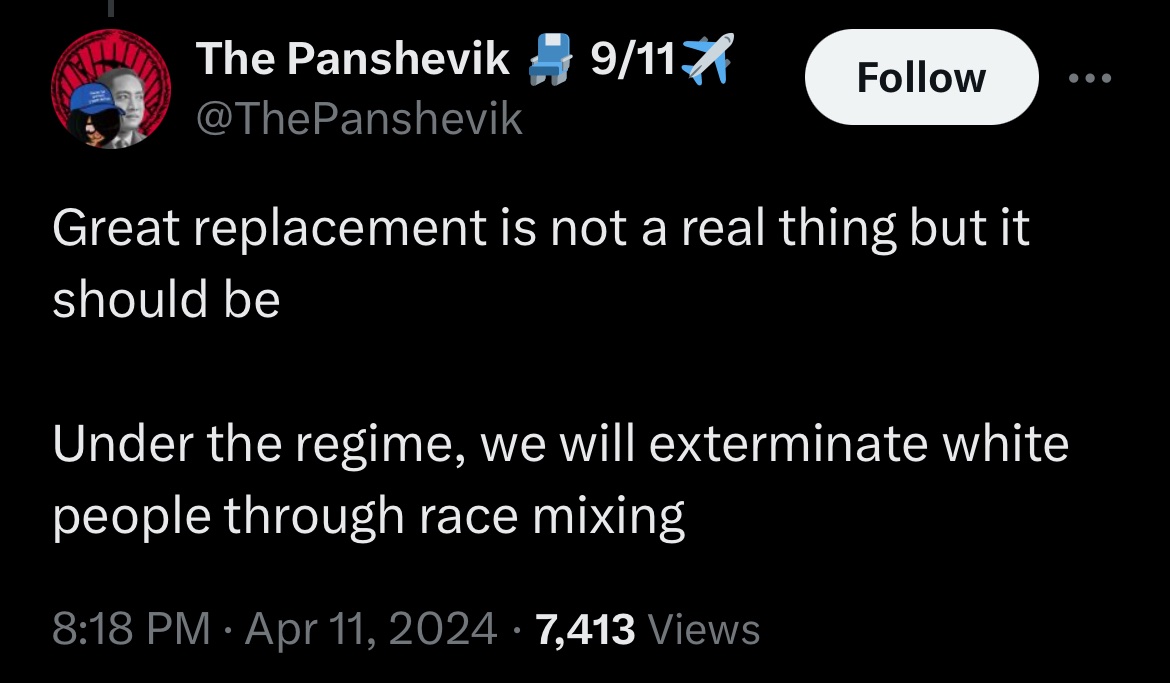 The Panshevik 💺 9/11✈️
@ThePanshevik
Follow
Great replacement is not a real thing but it
should be
Under the regime, we will exterminate white
people through race mixing
8:18 PM · Apr 11, 2024 · 7,413 Views